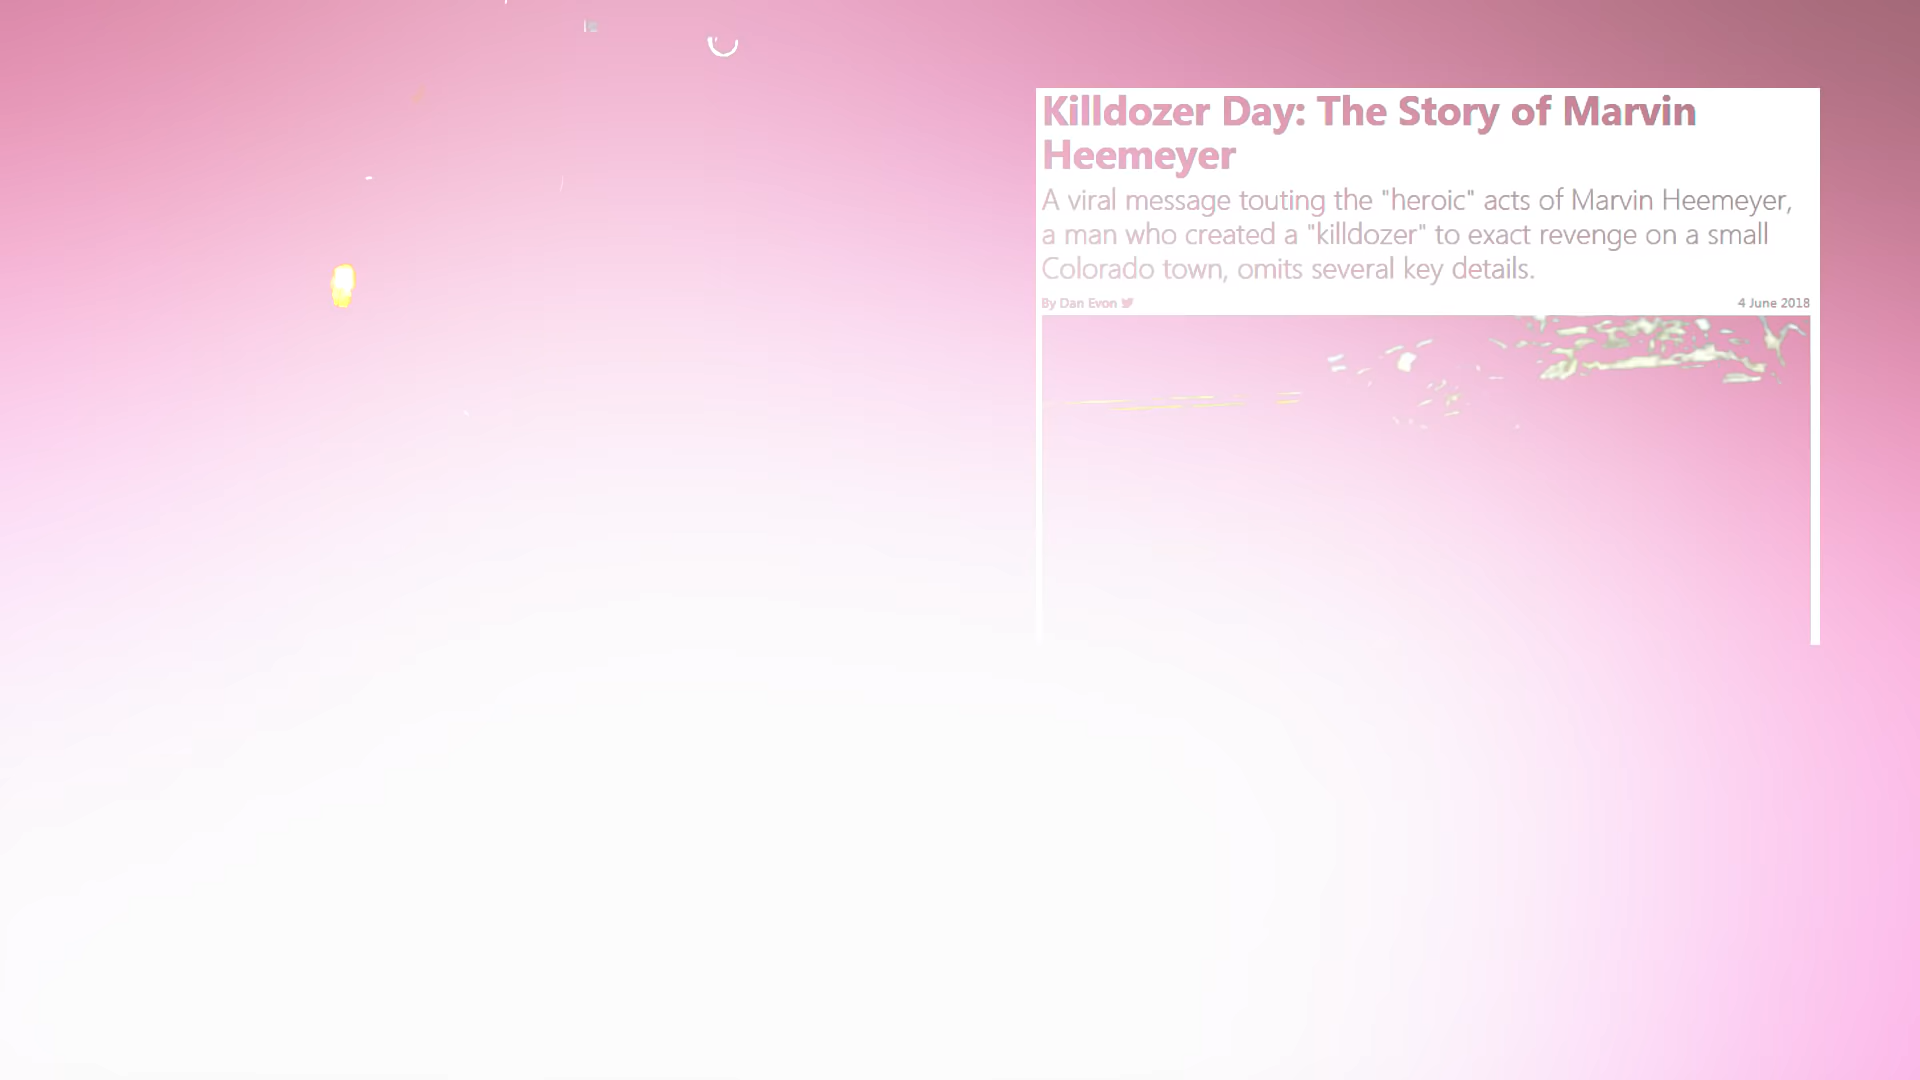 Killdozer Day: The Story of Marvin
Heemeyer
A viral message touting the "heroic" acts of Marvin Heemeyer,
a man who created a "killdozer" to exact revenge on a small
Colorado town, omits several key details.
By Dan Evon
4 June 2018